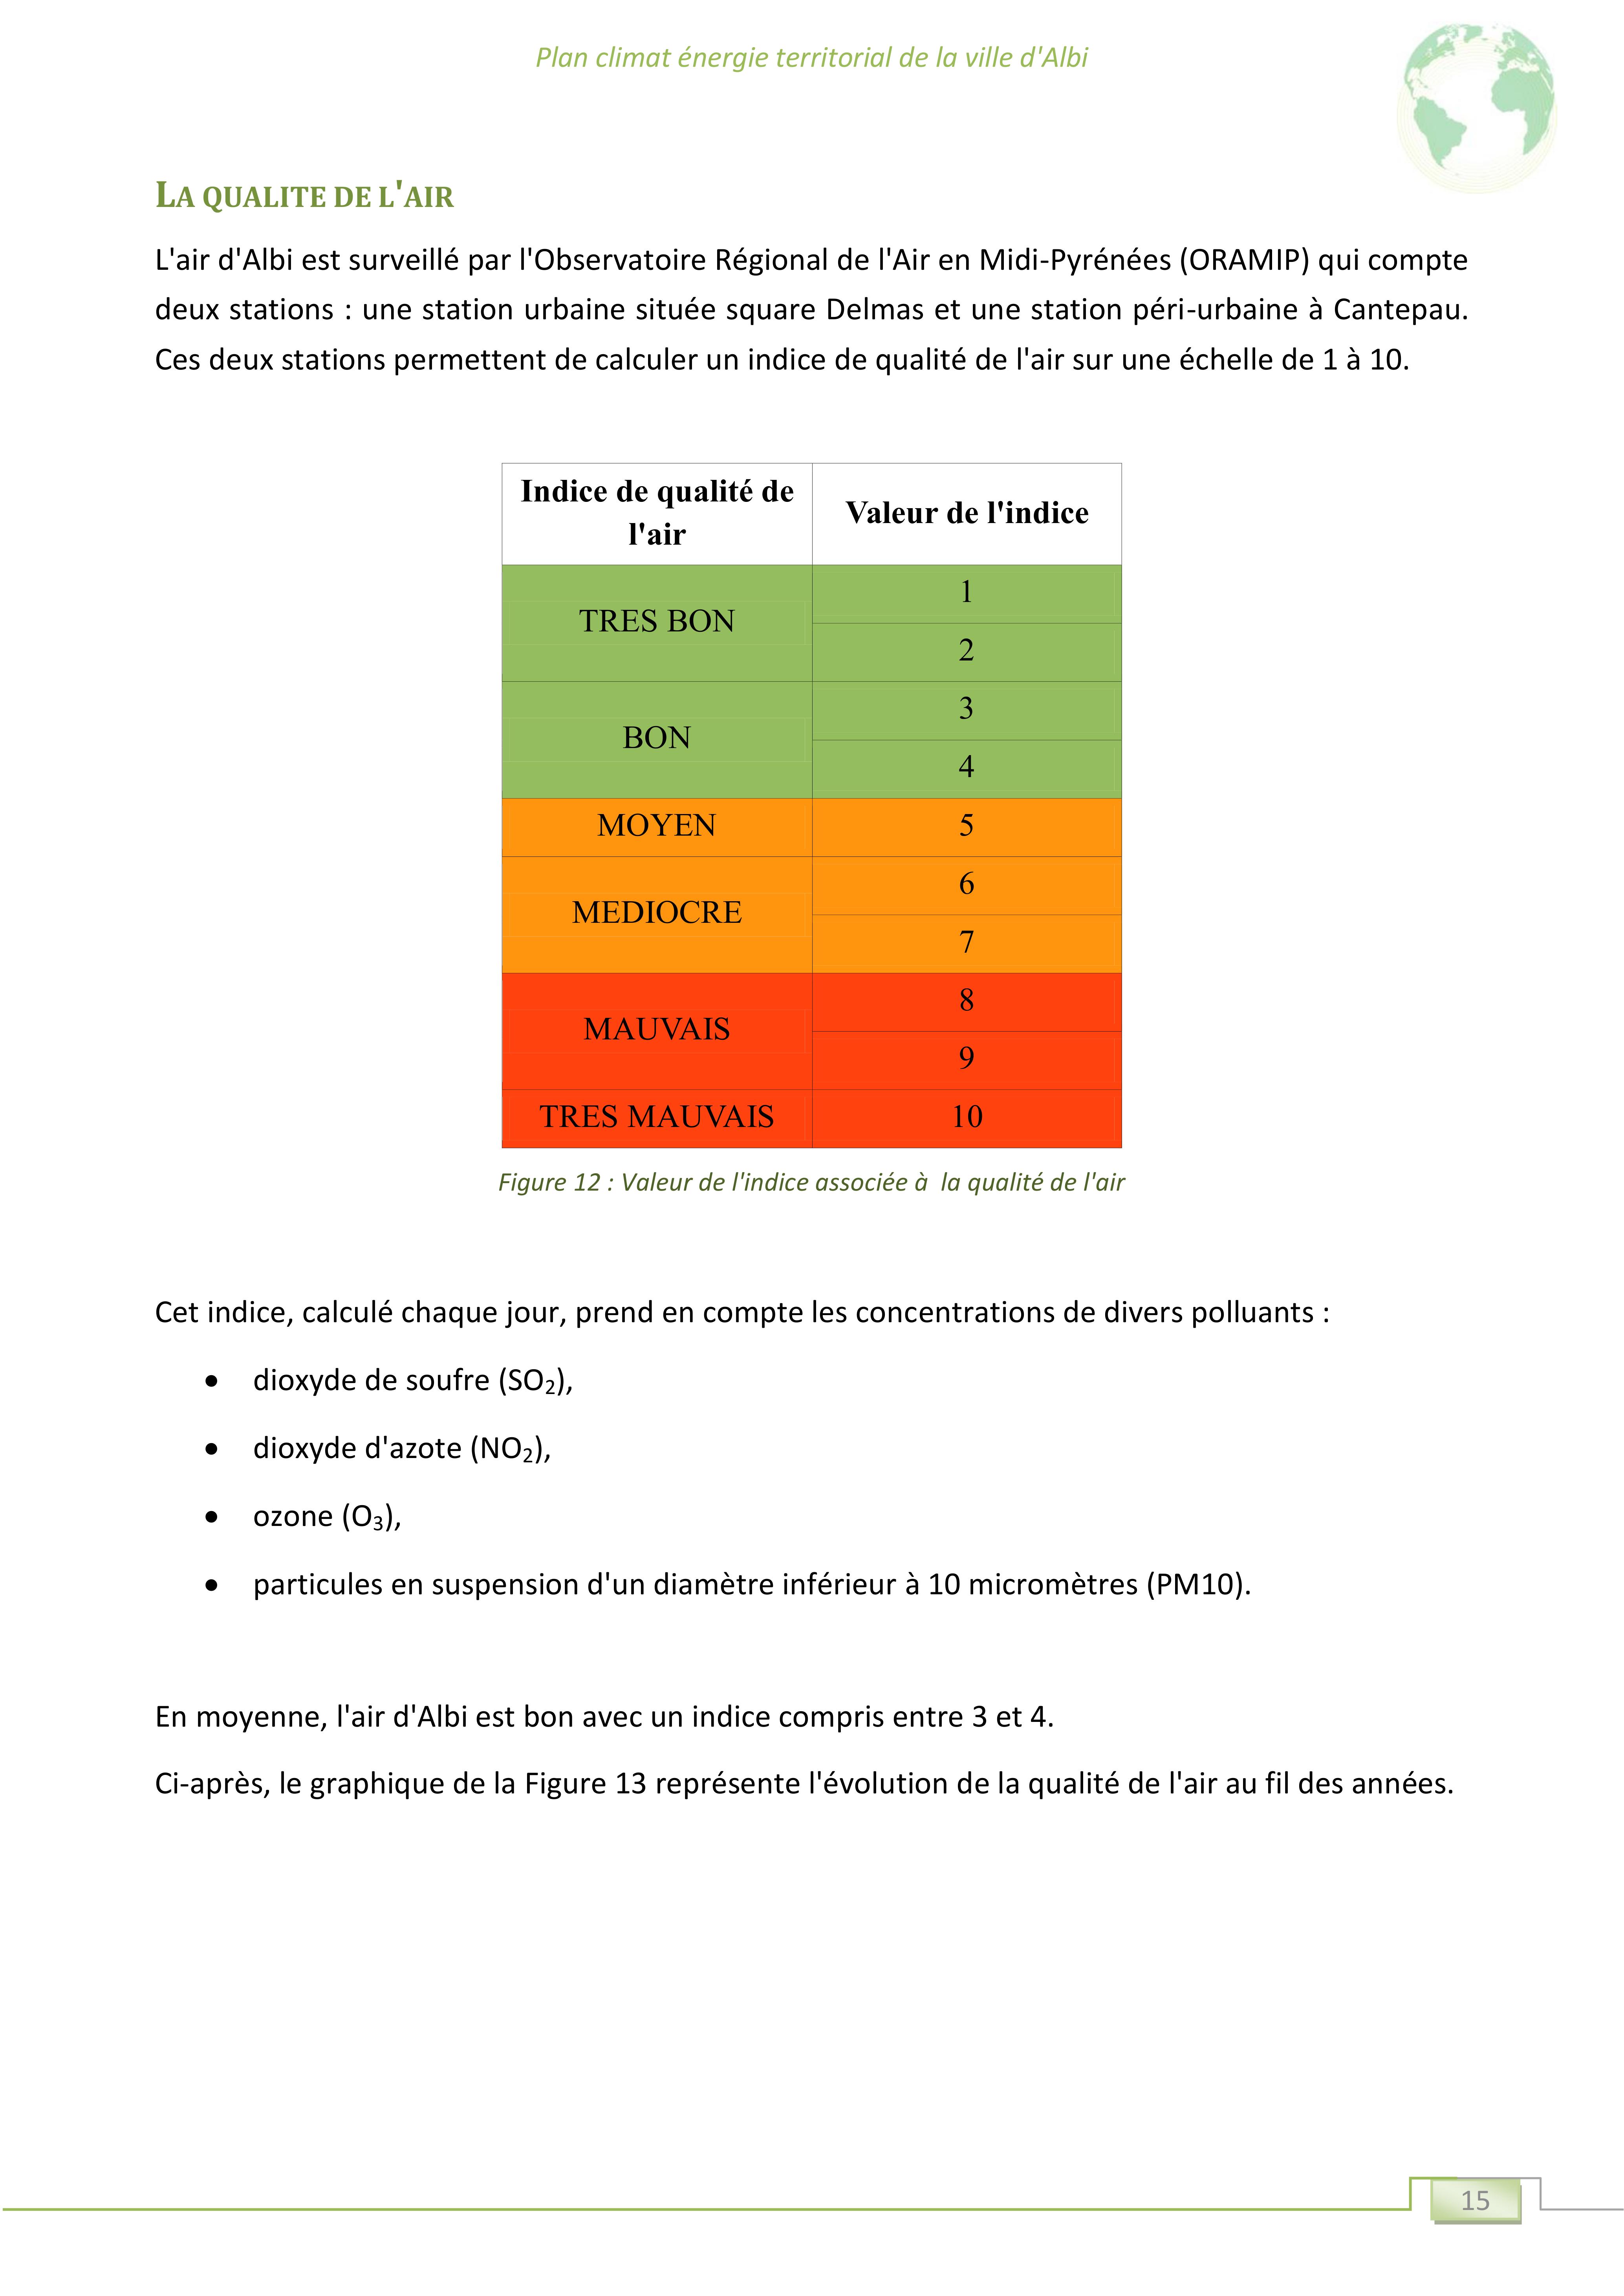 Plan climat énergie territorial de la ville d'Albi
LA QUALITE DE L'AIR
L'air d'Albi est surveillé par l'Observatoire Régional de l'Air en Midi-Pyrénées (ORAMIP) qui compte
deux stations : une station urbaine située square Delmas et une station péri-urbaine à Cantepau.
Ces deux stations permettent de calculer un indice de qualité de l'air sur une échelle de 1 à 10.
Indice de qualité de
l'air
Valeur de l'indice
TRES BON
1
2
BON
3
4
MOYEN
5
MEDIOCRE
6
7
MAUVAIS
8
9
TRES MAUVAIS
10
Figure 12 : Valeur de l'indice associée à  la qualité de l'air
Cet indice, calculé chaque jour, prend en compte les concentrations de divers polluants :
• dioxyde de soufre (SO₂),
• dioxyde d'azote (NO₂),
• ozone (O₃),
• particules en suspension d'un diamètre inférieur à 10 micromètres (PM10).
En moyenne, l'air d'Albi est bon avec un indice compris entre 3 et 4.
Ci-après, le graphique de la Figure 13 représente l'évolution de la qualité de l'air au fil des années.
15